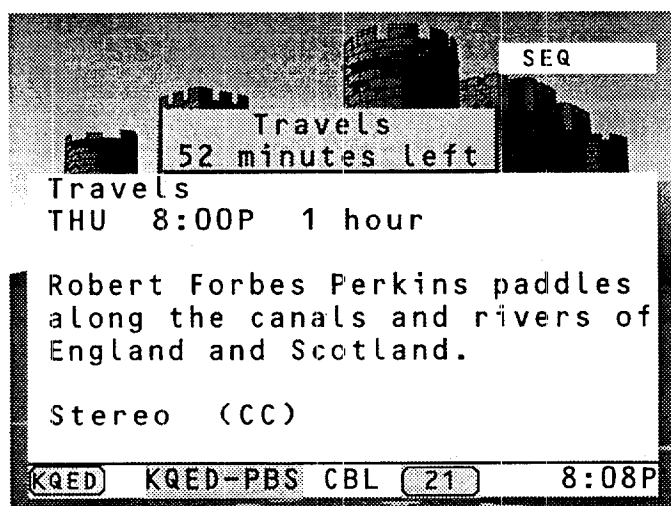 SEQ
Travels
52 minutes left
Travels
THU 8:00P 1 hour
Robert Forbes Perkins paddles
along the canals and rivers of
England and Scotland.
Stereo (CC)
KQED KQED-PBS CBL 21 8:08P